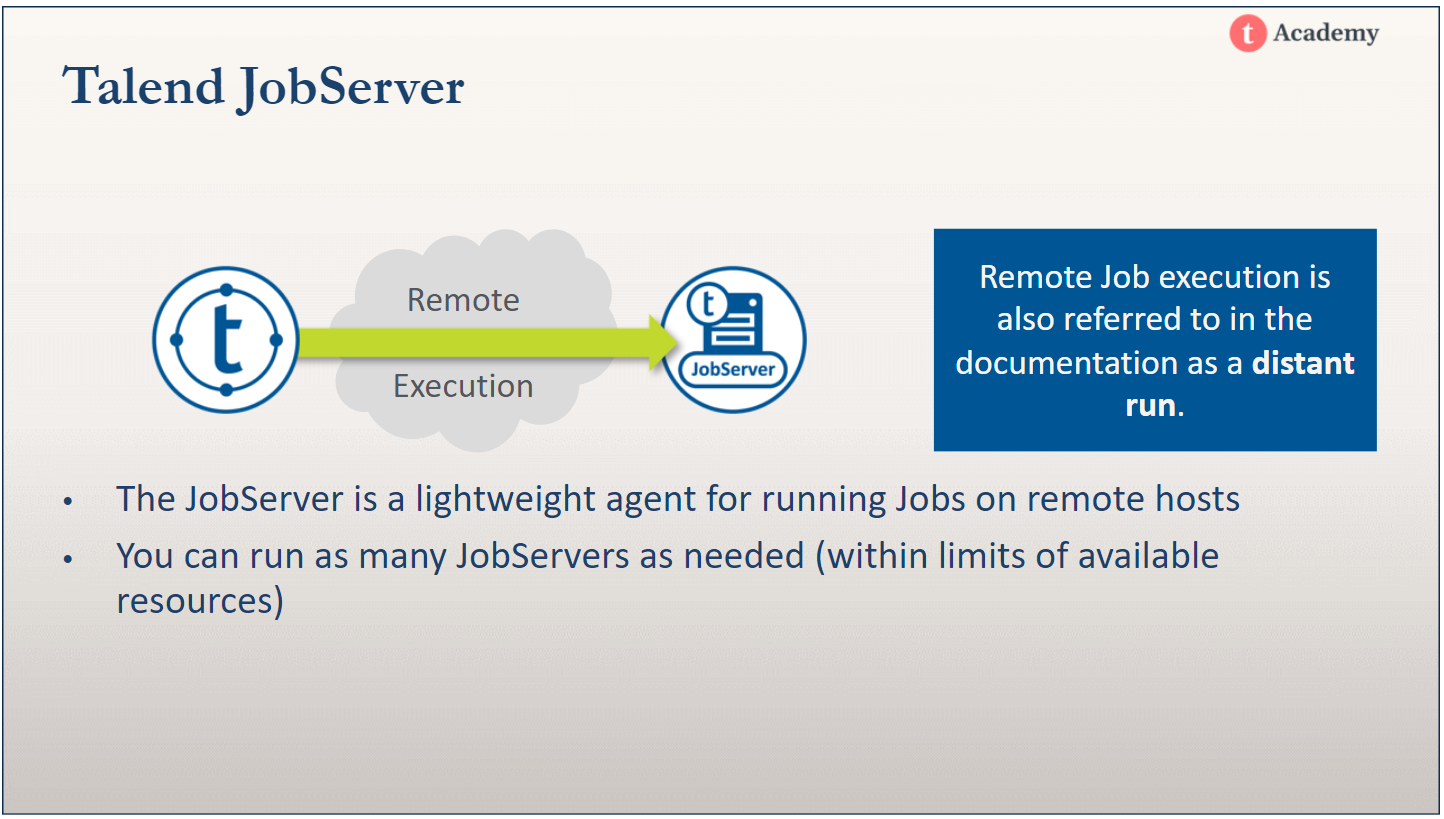 t Academy
Talend JobServer
Remote
Execution
t
t
JobServer
Remote Job execution is
also referred to in the
documentation as a distant
run.
• The JobServer is a lightweight agent for running Jobs on remote hosts
• You can run as many JobServers as needed (within limits of available
resources)